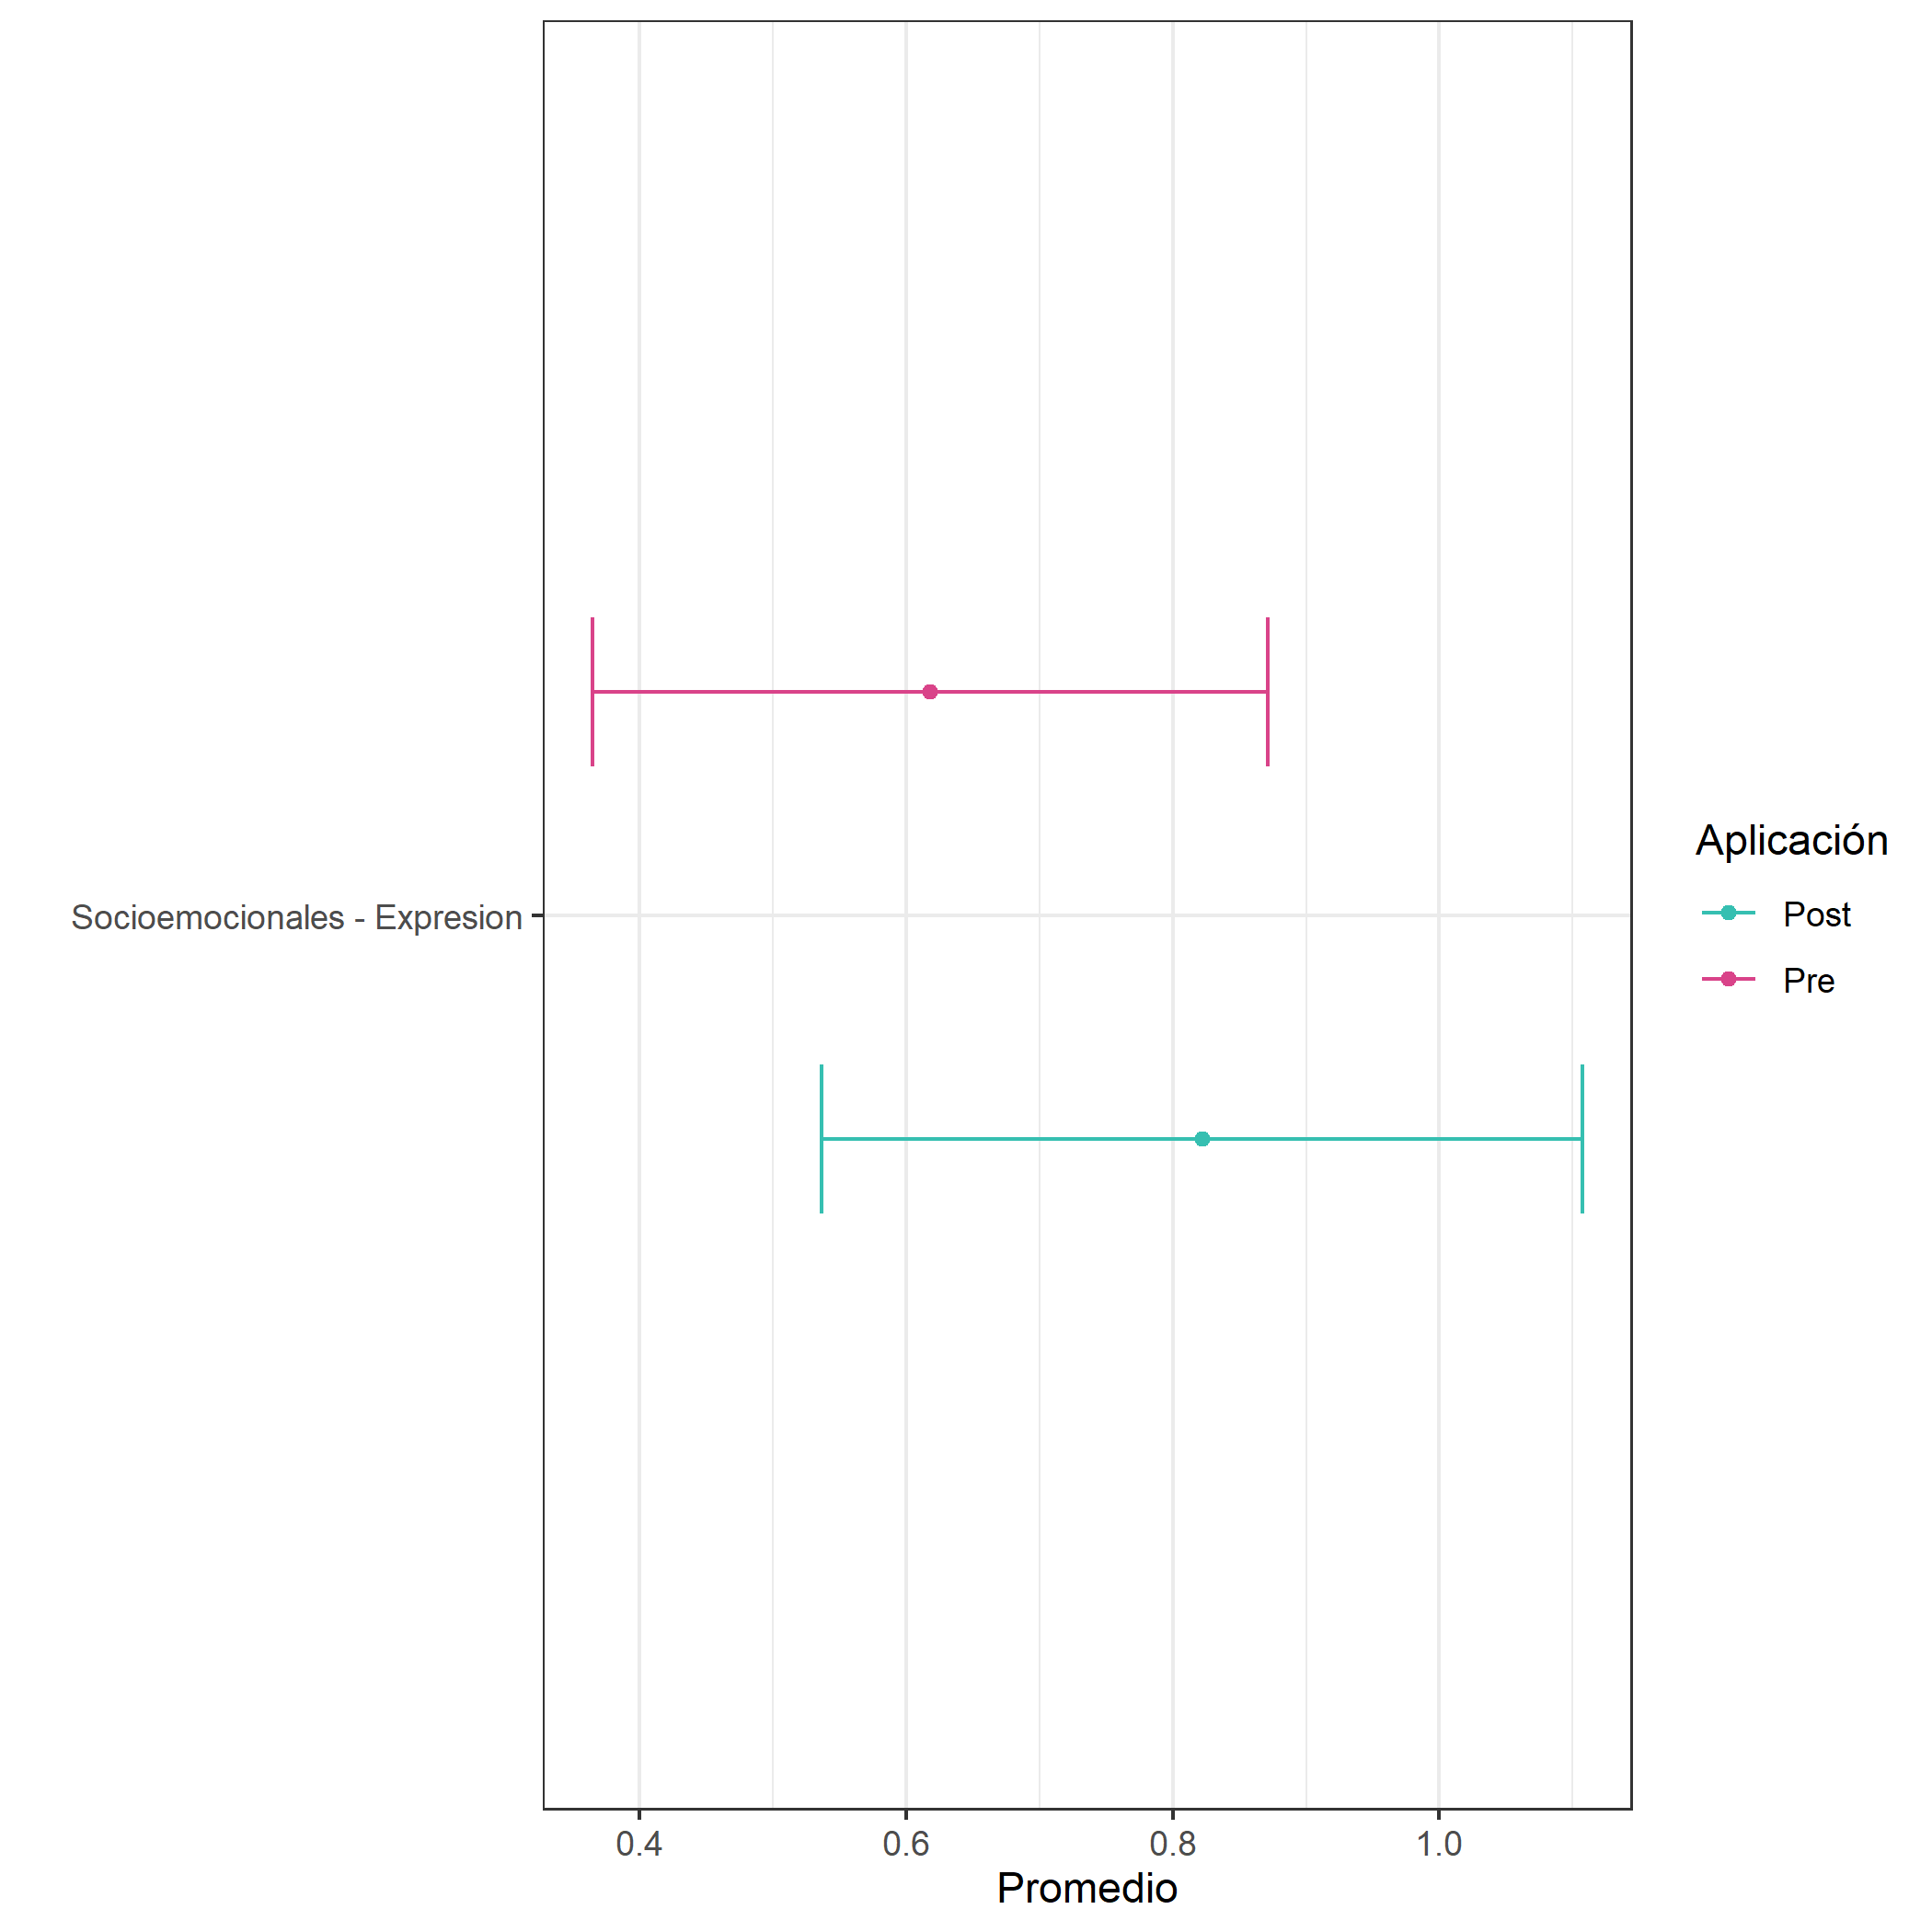 Socioemocionales - Expresion
Aplicación
Post
Pre
0.4 0.6 0.8 1.0
Promedio